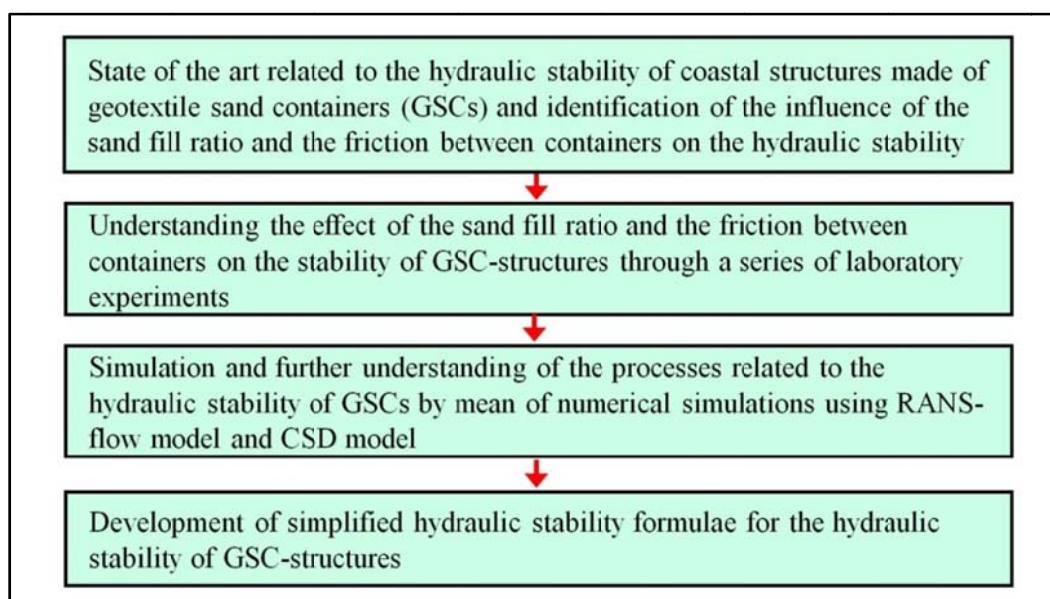 State of the art related to the hydraulic stability of coastal structures made of
geotextile sand containers (GSCs) and identification of the influence of the
sand fill ratio and the friction between containers on the hydraulic stability
Understanding the effect of the sand fill ratio and the friction between
containers on the stability of GSC-structures through a series of laboratory
experiments
Simulation and further understanding of the processes related to the
hydraulic stability of GSCs by mean of numerical simulations using RANS-
flow model and CSD model
Development of simplified hydraulic stability formulae for the hydraulic
stability of GSC-structures